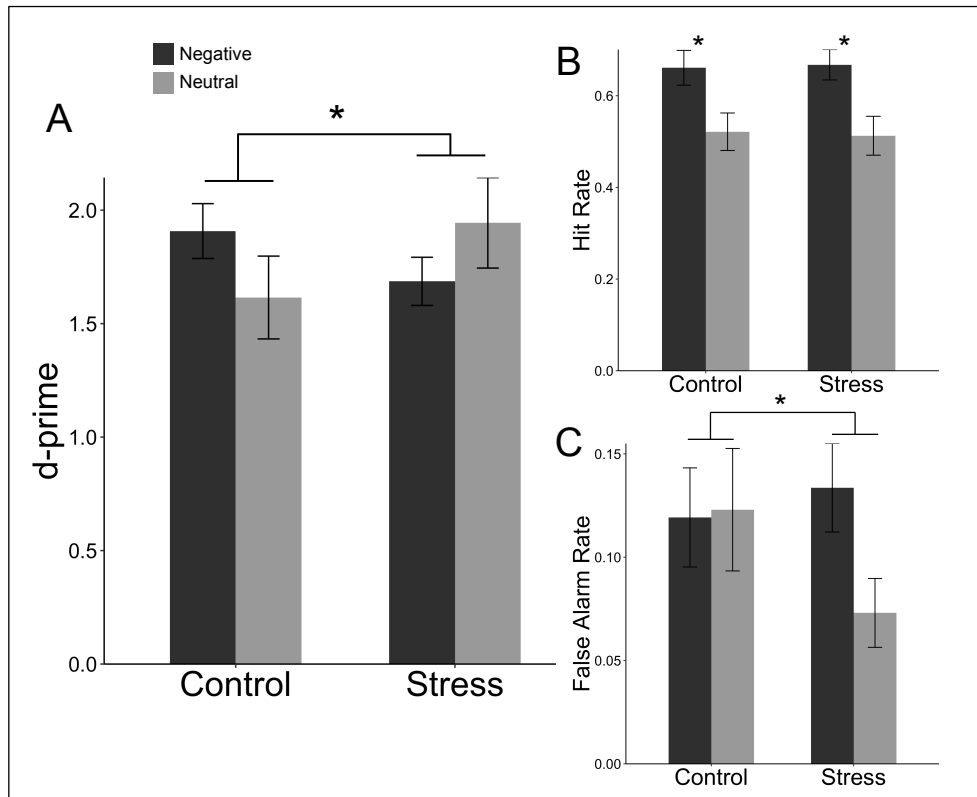 Negative
Neutral
A
*
d-prime
2.0
1.5
1.0
0.5
0.0
Control Stress
B
* *
Hit Rate
0.6
0.4
0.2
0.0
Control Stress
C
*
False Alarm Rate
0.15
0.10
0.05
0.00
Control Stress